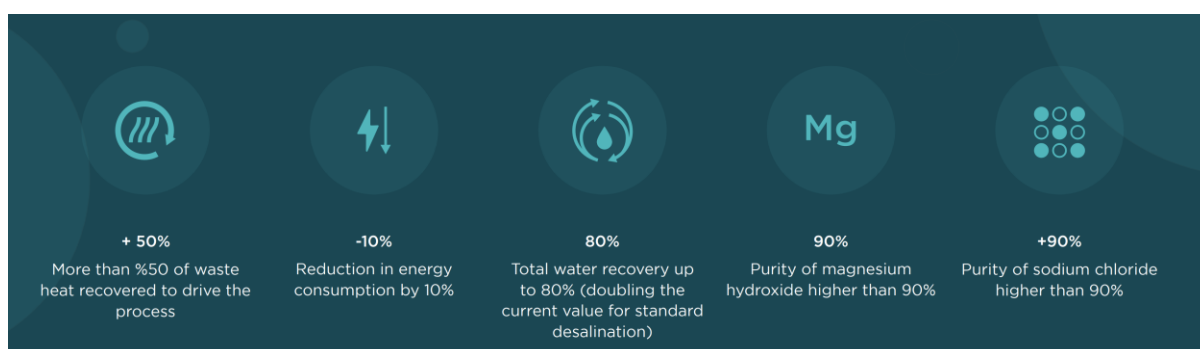 Mg
+ 50%
More than %50 of waste
heat recovered to drive the
process
-10%
Reduction in energy
consumption by 10%
80%
Total water recovery up
to 80% (doubling the
current value for standard
desalination)
90%
Purity of magnesium
hydroxide higher than 90%
+90%
Purity of sodium chloride
higher than 90%